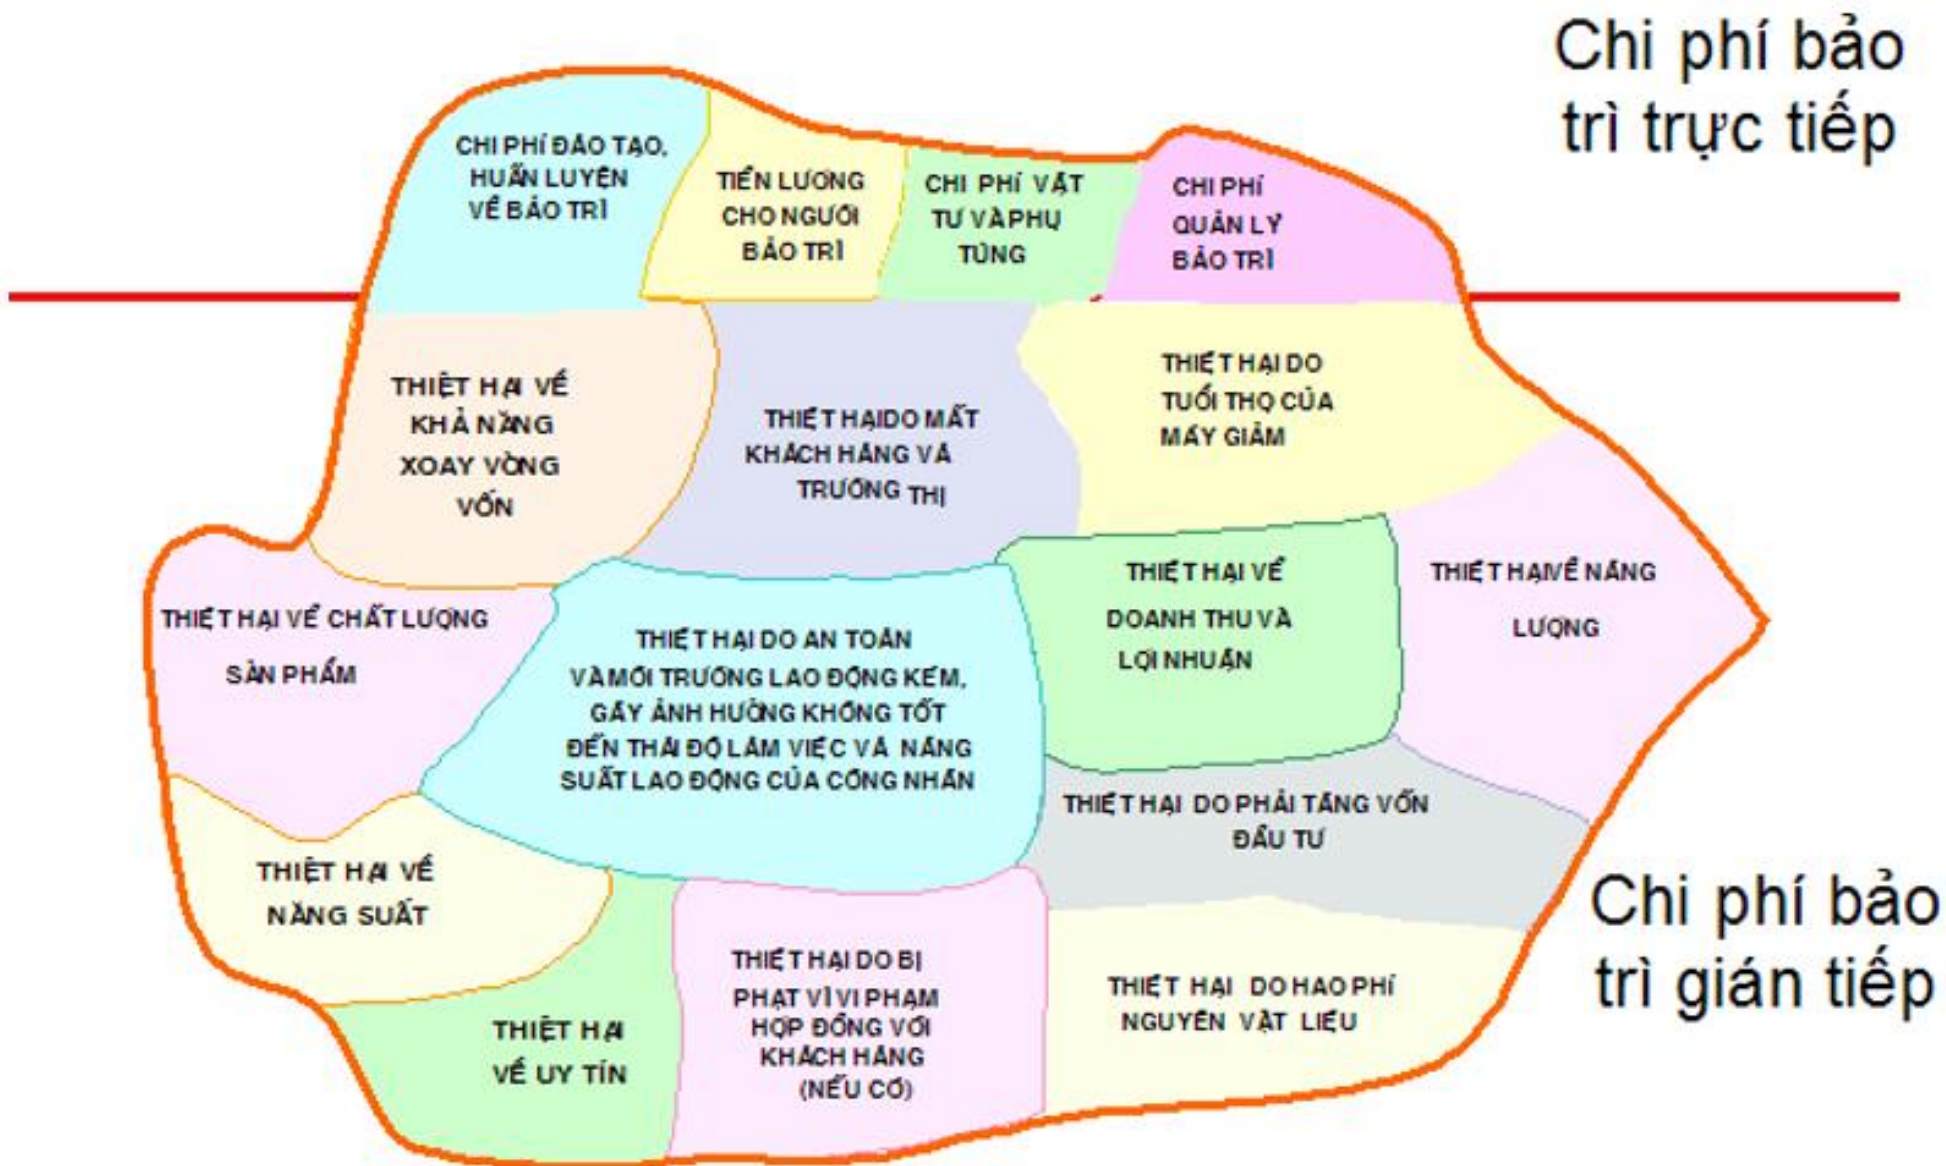 Chi phí bảo
trì trực tiếp
CHI PHÍ ĐÀO TẠO,
HUẤN LUYỆN
VỀ BẢO TRÌ
TIỀN LƯƠNG
CHO NGƯỜI
BẢO TRÌ
CHI PHÍ VẬT
TƯ VÀ PHỤ
TÙNG
CHI PHÍ
QUẢN LÝ
BẢO TRÌ
THIỆT HẠI VỀ
KHẢ NĂNG
XOAY VÒNG
VỐN
THIỆT HẠI DO MẤT
KHÁCH HÀNG VÀ
TRƯỜNG THỊ
THIỆT HẠI DO
TUỔI THỌ CỦA
MÁY GIẢM
THIỆT HẠI VỀ CHẤT LƯỢNG
SẢN PHẨM
THIỆT HẠI DO AN TOÀN
VÀ MÔI TRƯỜNG LAO ĐỘNG KÉM,
GÂY ẢNH HƯỞNG KHÔNG TỐT
ĐẾN THÁI ĐỘ LÀM VIỆC VÀ NĂNG
SUẤT LAO ĐỘNG CỦA CÔNG NHÂN
THIỆT HẠI VỀ
DOANH THU VÀ
LỢI NHUẬN
THIỆT HẠI VỀ NĂNG
LƯỢNG
THIỆT HẠI DO PHẢI TĂNG VỐN
ĐẦU TƯ
THIỆT HẠI VỀ
NĂNG SUẤT
THIỆT HẠI
VỀ UY TÍN
THIỆT HẠI DO BỊ
PHẠT VÌ VI PHẠM
HỢP ĐỒNG VỚI
KHÁCH HÀNG
(NẾU CÓ)
THIỆT HẠI DO HAO PHÍ
NGUYÊN VẬT LIỆU
Chi phí bảo
trì gián tiếp